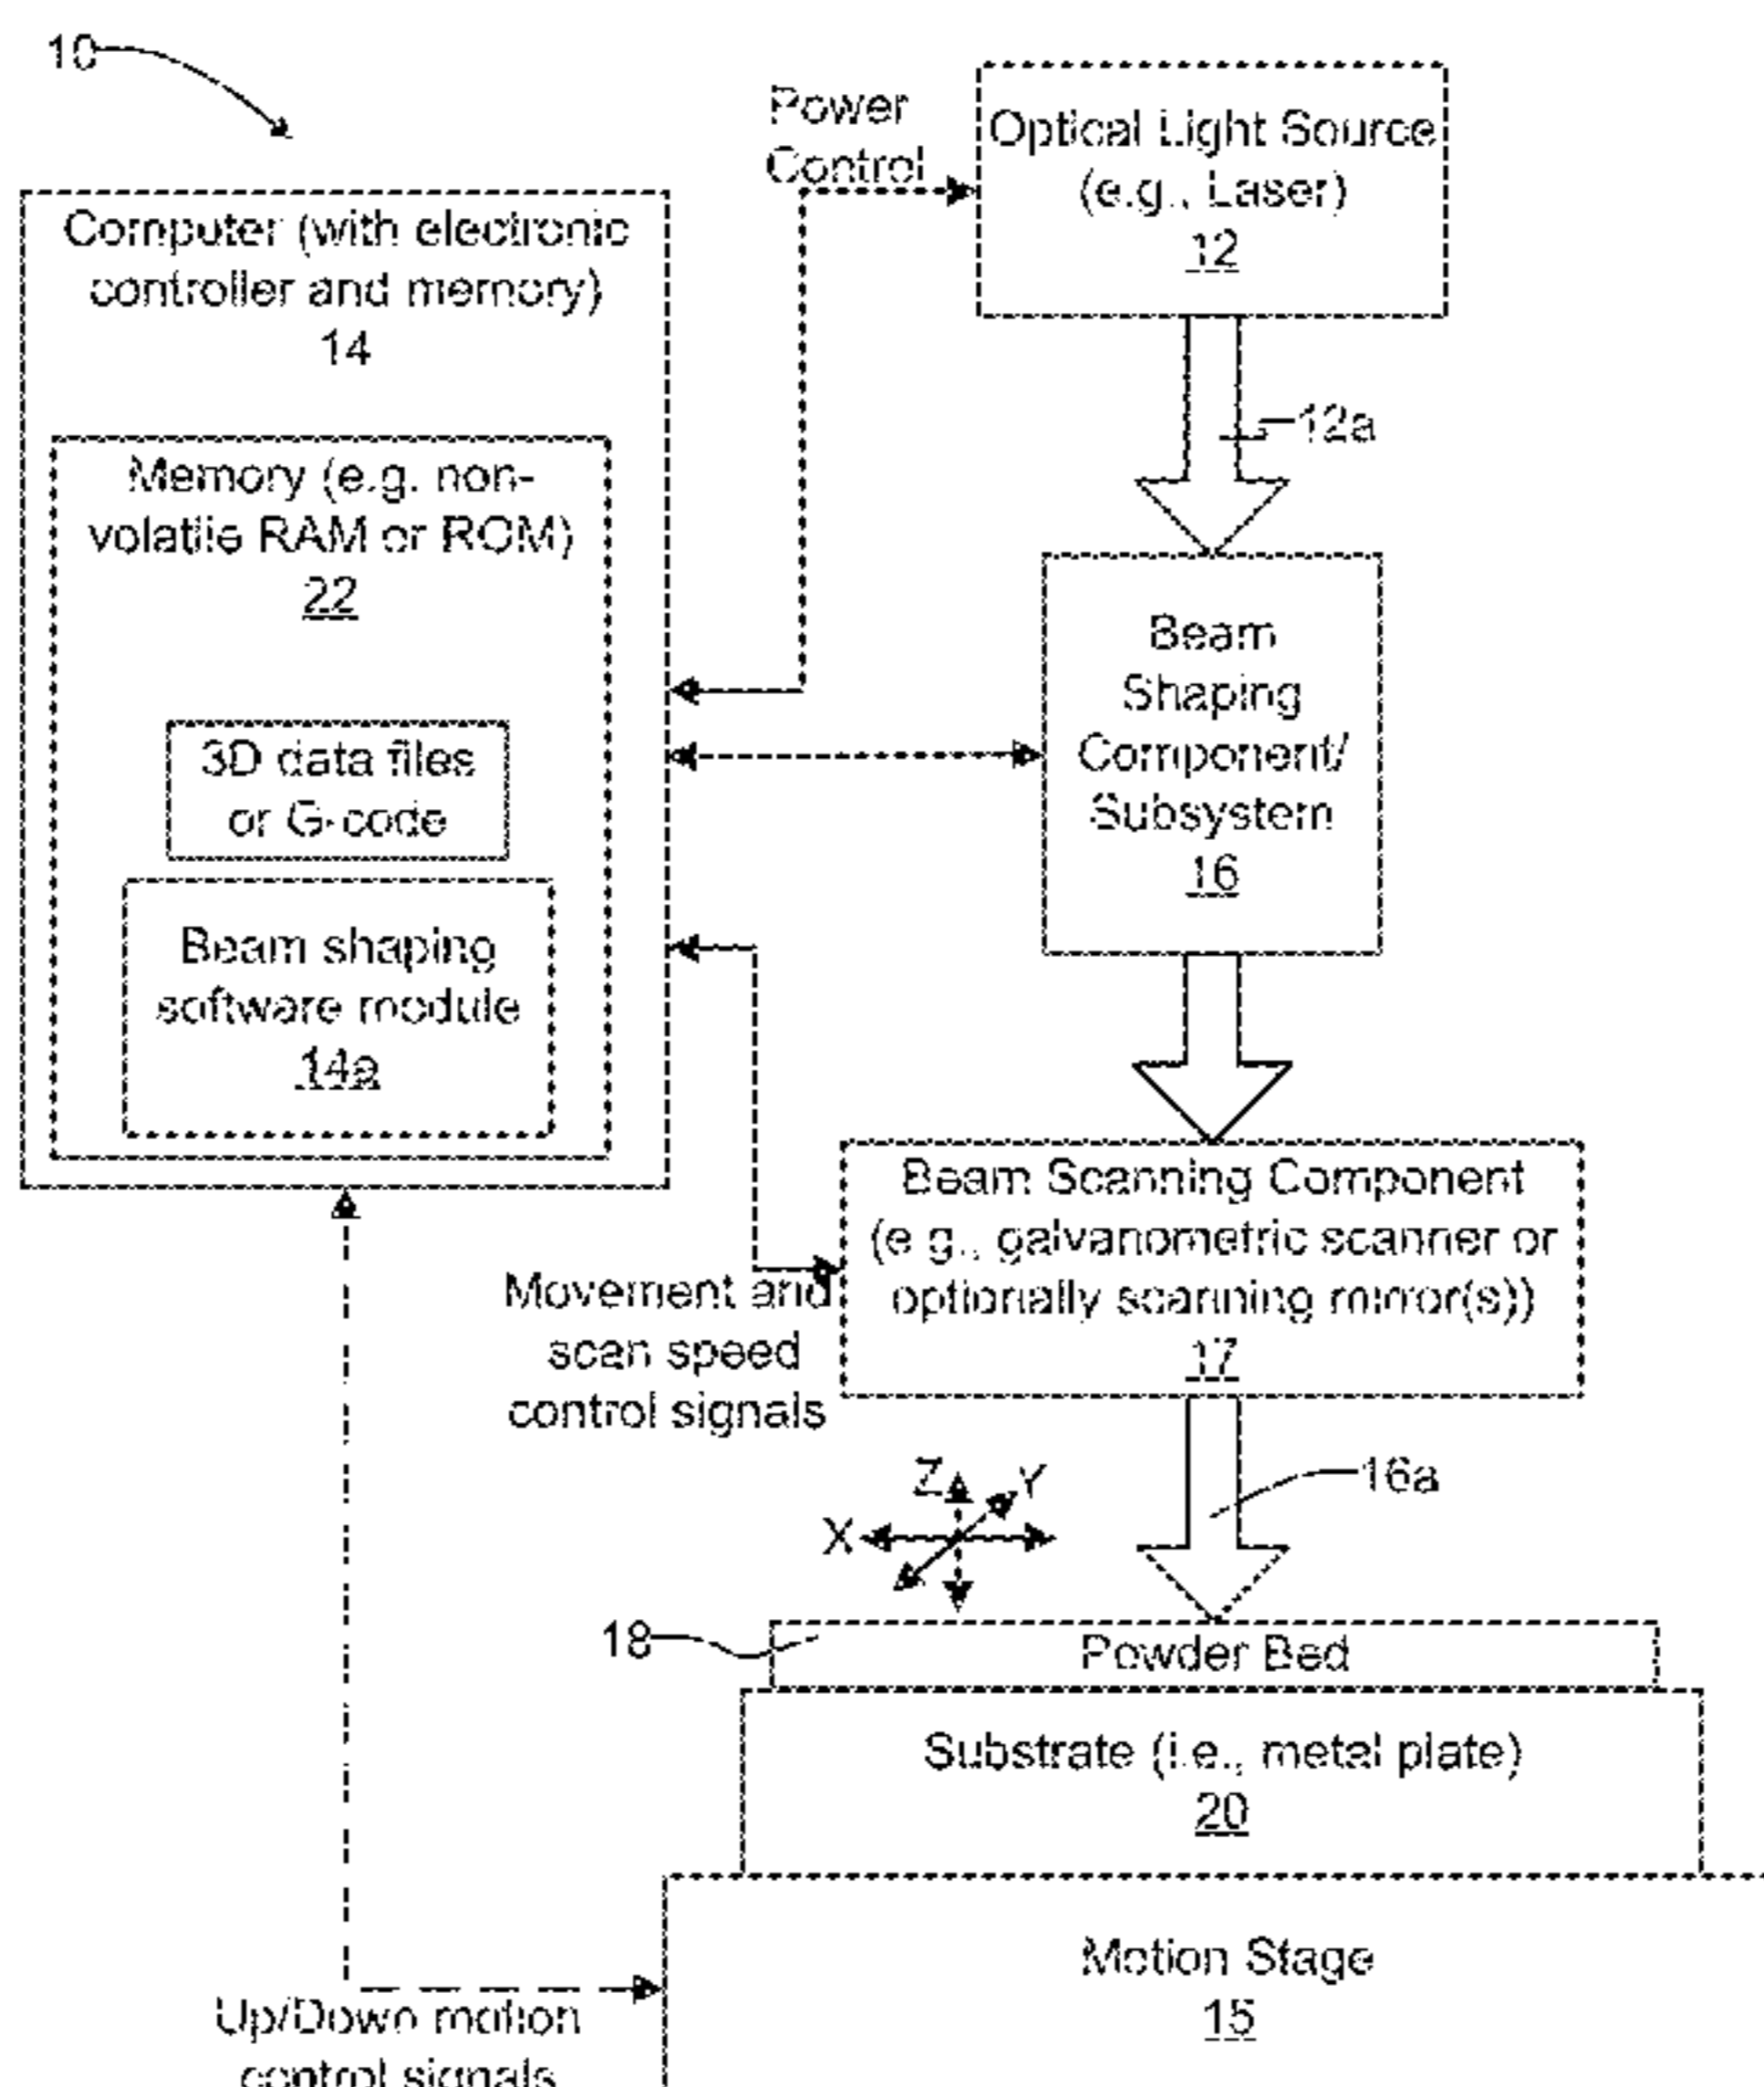 10
Power
Control
Optical Light Source
(e.g., Laser)
12
Computer (with electronic
controller and memory)
14
12a
Memory (e.g. non-
volatile RAM or ROM)
22
Beam
Shaping
Component/
Subsystem
16
3D data files
or G-code
Beam shaping
software module
14a
Beam Scanning Component
(e.g., galvanometric scanner or
optionally scanning mirror(s))
17
Movement and
scan speed
control signals
Z
Y
X
16a
18
Powder Bed
Substrate (i.e., metal plate)
20
Motion Stage
15
Up/Down motion
control signals